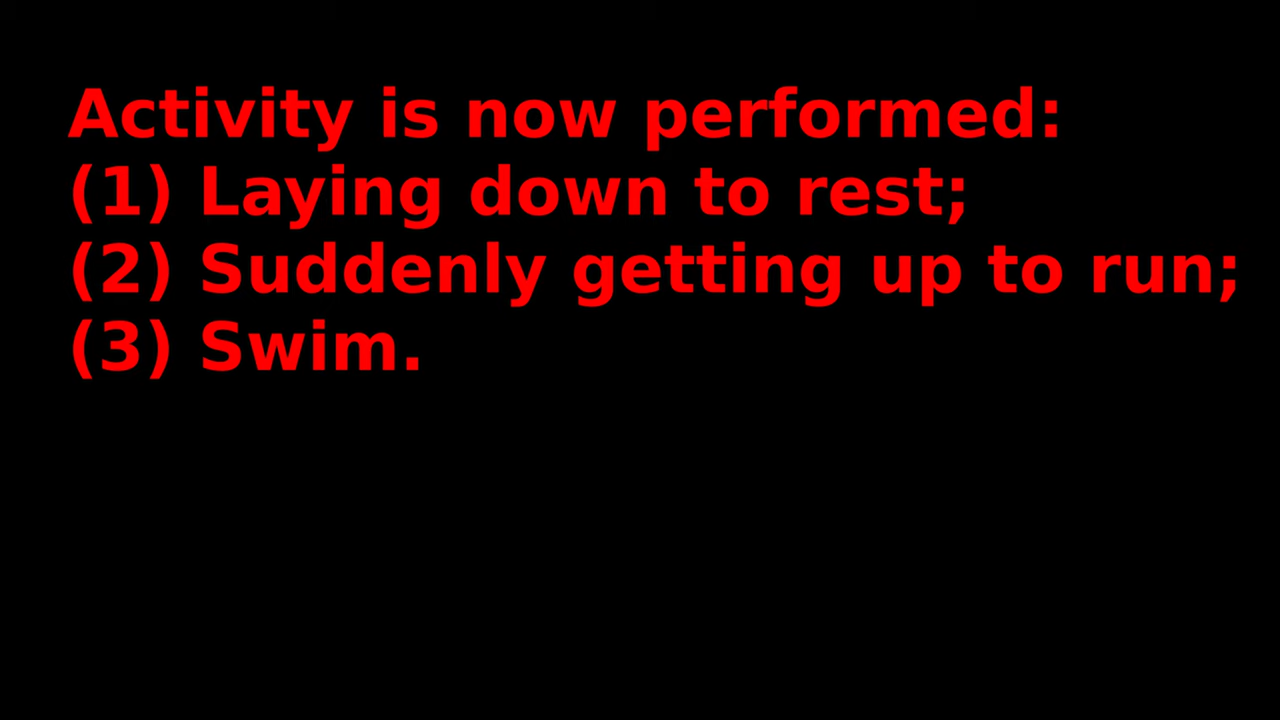 Activity is now performed:
(1) Laying down to rest;
(2) Suddenly getting up to run;
(3) Swim.